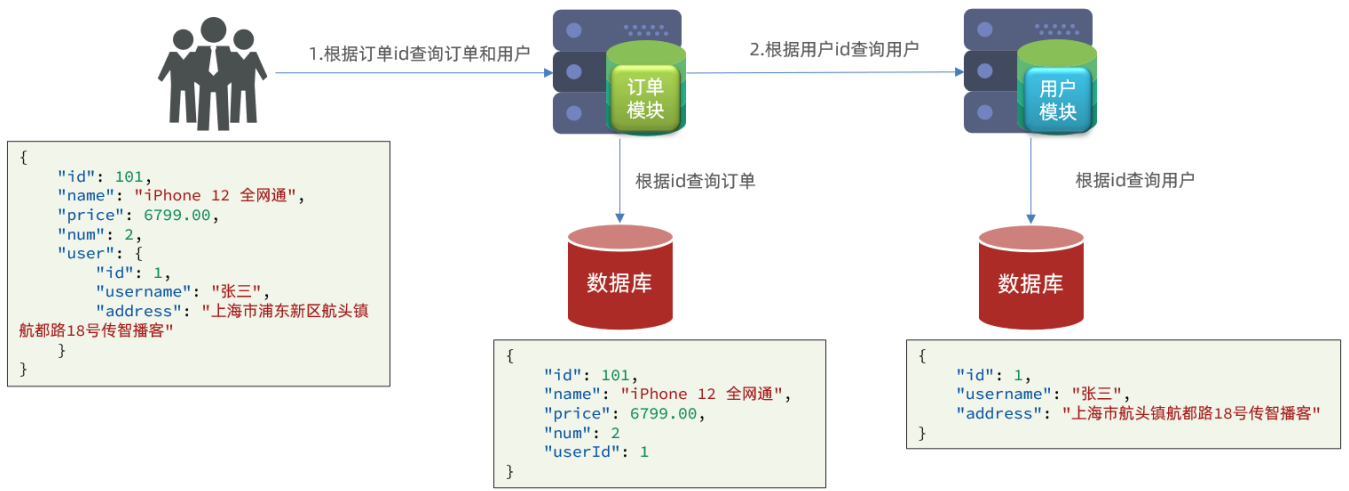 1.根据订单id查询订单和用户
订单
模块
2.根据用户id查询用户
用户
模块
根据id查询订单
根据id查询用户
数据库
数据库
{
"id": 101,
"name": "iPhone 12 全网通",
"price": 6799.00,
"num": 2,
"user": {
"id": 1,
"username": "张三",
"address": "上海市浦东新区航头镇
航都路18号传智播客"
}
}
{
"id": 101,
"name": "iPhone 12 全网通",
"price": 6799.00,
"num": 2
"userId": 1
}
{
"id": 1,
"username": "张三",
"address": "上海市航头镇航都路18号传智播客"
}